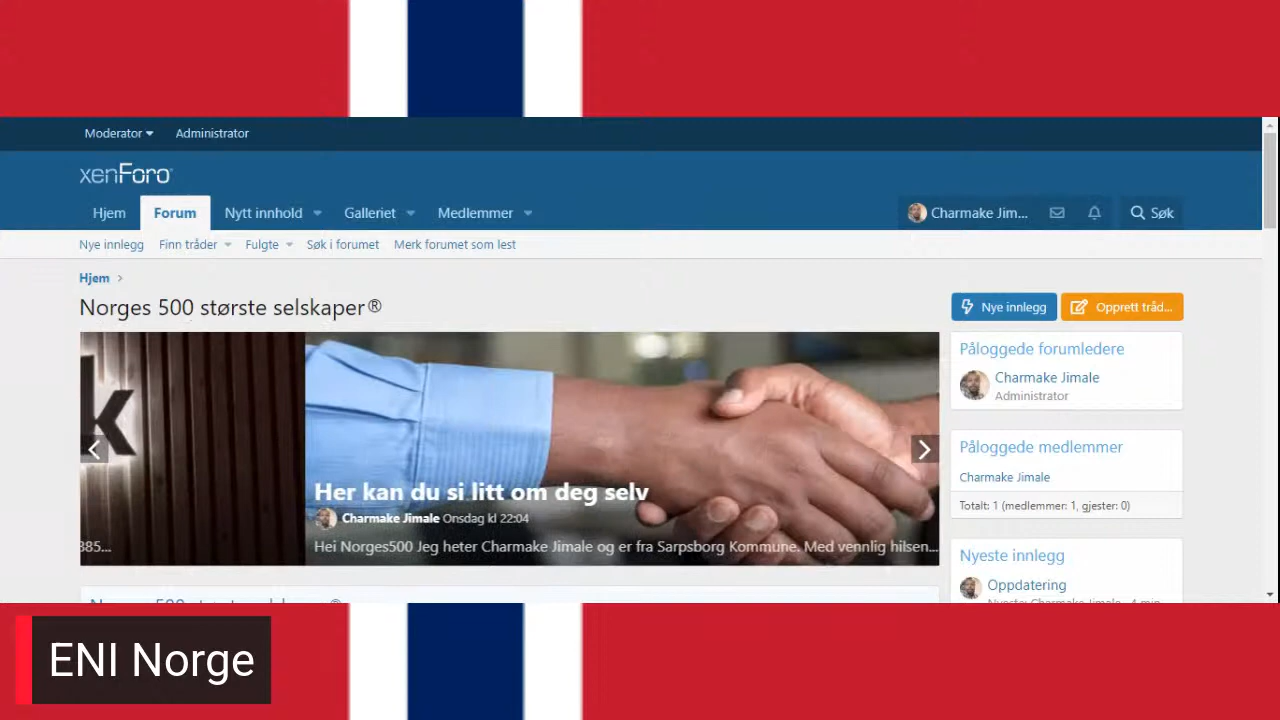 Moderator
Administrator
xenForo
Hjem
Forum
Nytt innhold
Galleriet
Medlemmer
Charmake Jim...
Søk
Nye innlegg
Finn tråder
Fulgte
Søk i forumet
Merk forumet som lest
Hjem
Norges 500 største selskaper®
Nye innlegg
Opprett tråd...
k
885...
Her kan du si litt om deg selv
Charmake Jimale Onsdag kl 22:04
Hei Norges500 Jeg heter Charmake Jimale og er fra Sarpsborg Kommune. Med vennlig hilsen...
Påloggede forumledere
Charmake Jimale
Administrator
Påloggede medlemmer
Charmake Jimale
Totalt: 1 (medlemmer: 1, gjester: 0)
Nyeste innlegg
Oppdatering
ENI Norge